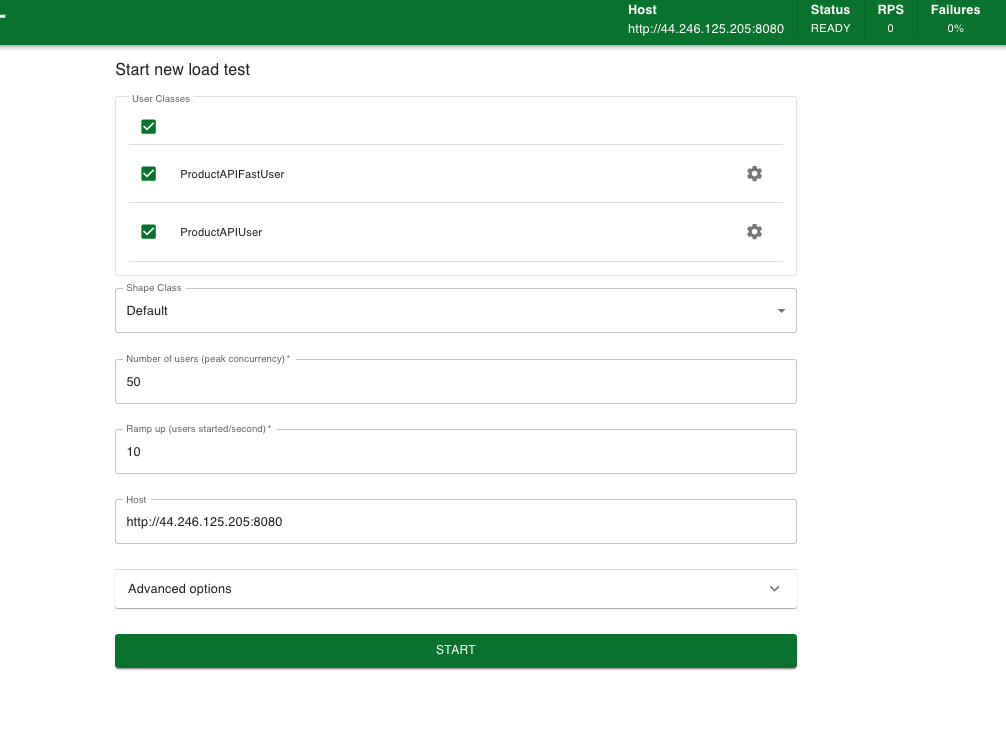 Host Status RPS Failures
http://44.246.125.205:8080 READY 0 0%
Start new load test
User Classes
ProductAPIFastUser
ProductAPIUser
Shape Class
Default
Number of users (peak concurrency) *
50
Ramp up (users started/second) *
10
Host
http://44.246.125.205:8080
Advanced options
START